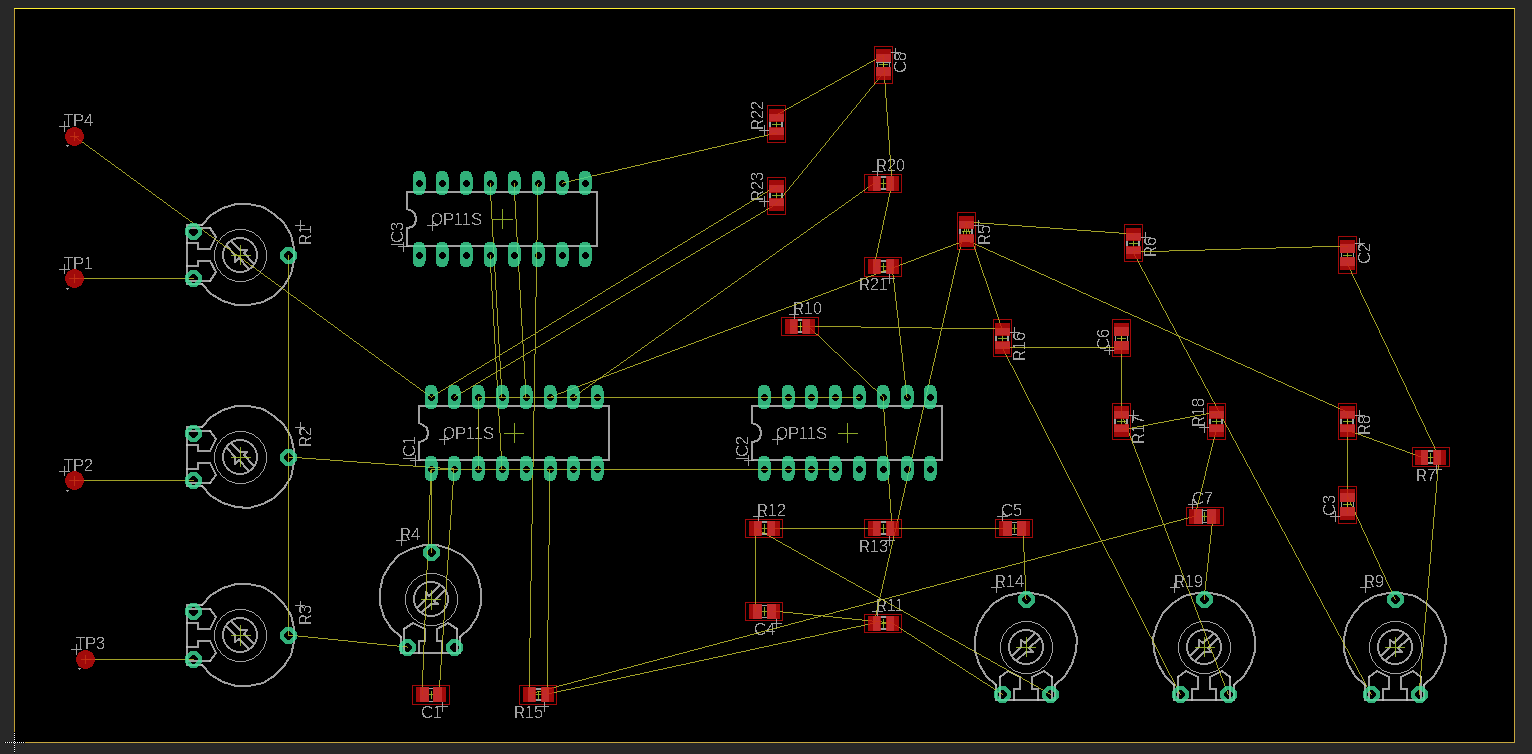 C8
TP4
R22
R20
R23
IC3
OP11S
R1
R5
R6
C2
TP1
R21
R10
R16
C6
R17
R18
R8
R2
IC1
OP11S
IC2
OP11S
TP2
R7
C7
C3
R12
C5
R4
R13
R14
R19
R9
R3
C4
R11
TP3
C1
R15